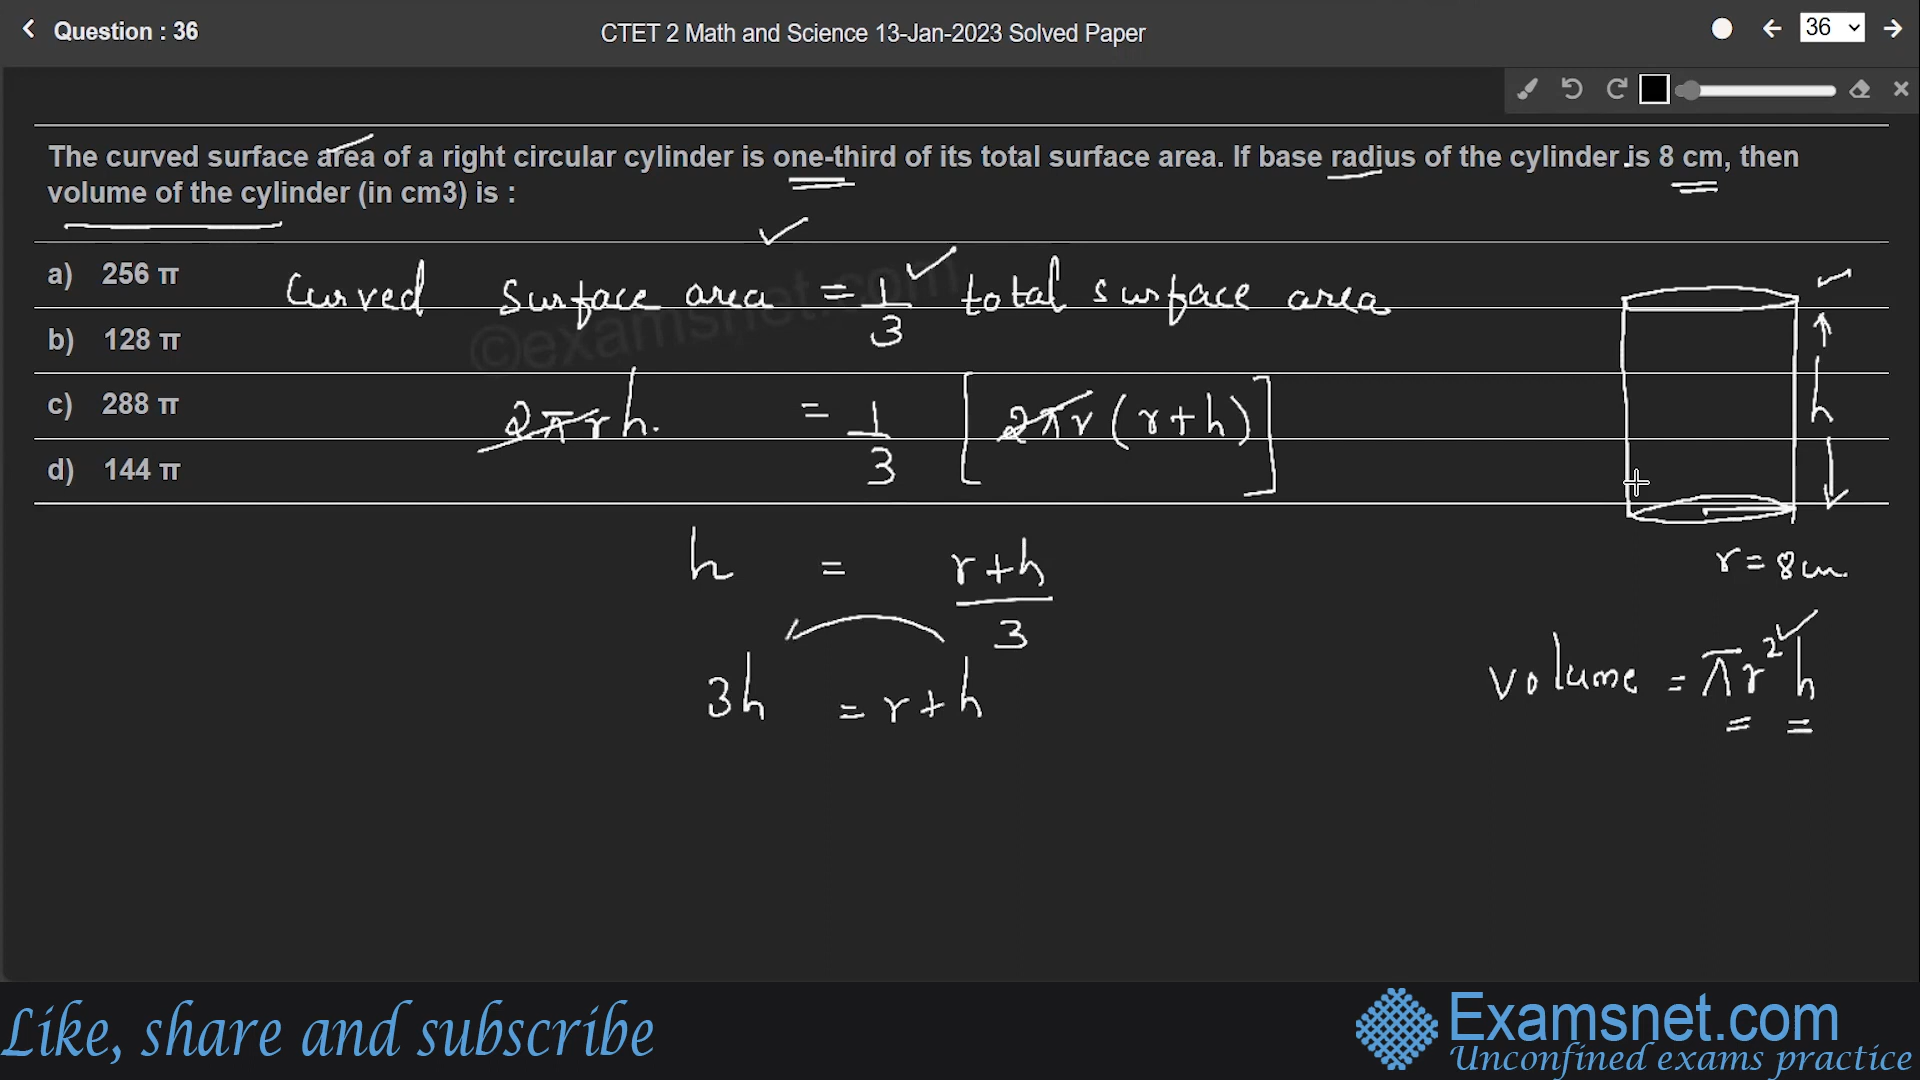 Question : 36
CTET 2 Math and Science 13-Jan-2023 Solved Paper
36
The curved surface area of a right circular cylinder is one-third of its total surface area. If base radius of the cylinder is 8 cm, then
volume of the cylinder (in cm3) is :
a) 256 π
b) 128 π
c) 288 π
d) 144 π
©examsnet.com
Curved surface area = 1/3 total surface area
2πrh = 1/3 [2πr(r+h)]
h = r+h/3
3h = r+h
h
r = 8cm
volume = πr²h
Like, share and subscribe
Examsnet.com
Unconfined exams practice